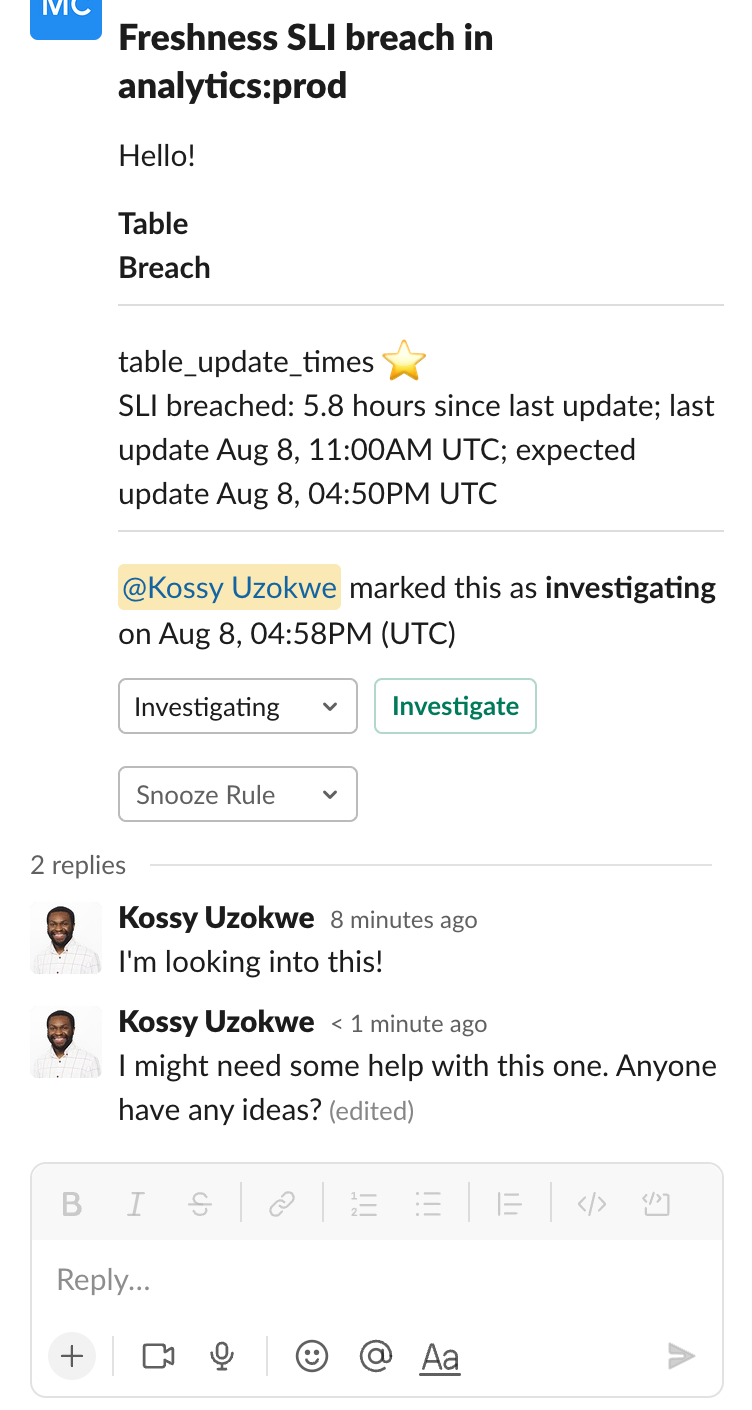 MC
Freshness SLI breach in
analytics:prod
Hello!
Table
Breach
table_update_times
SLI breached: 5.8 hours since last update; last
update Aug 8, 11:00AM UTC; expected
update Aug 8, 04:50PM UTC
@Kossy Uzokwe marked this as investigating
on Aug 8, 04:58PM (UTC)
Investigating Investigate
Snooze Rule
2 replies
Kossy Uzokwe 8 minutes ago
I'm looking into this!
Kossy Uzokwe < 1 minute ago
I might need some help with this one. Anyone
have any ideas? (edited)
Reply...
Aa